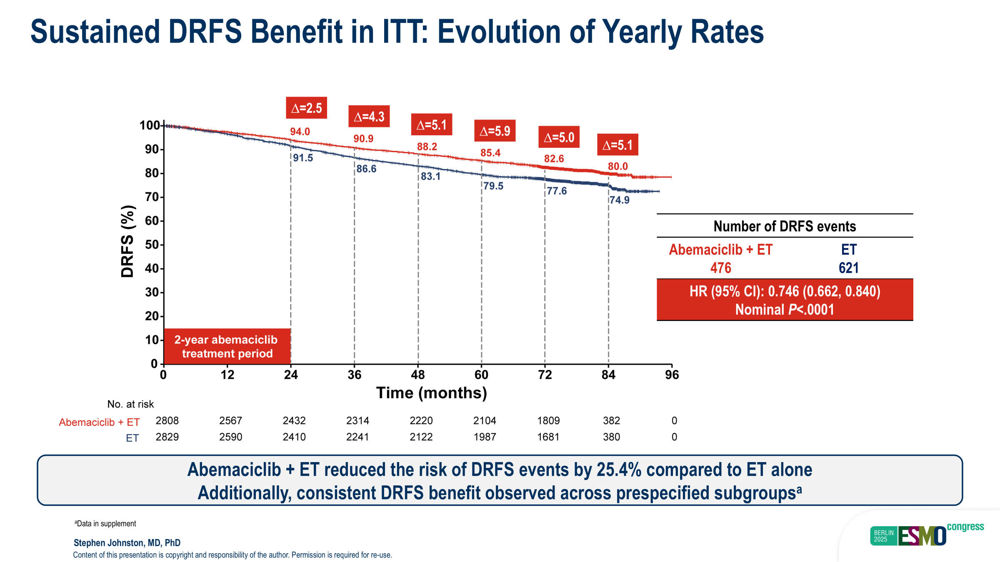 Sustained DRFS Benefit in ITT: Evolution of Yearly Rates
Δ=2.5
Δ=4.3
Δ=5.1
Δ=5.9
Δ=5.0
Δ=5.1
94.0
90.9
88.2
85.4
82.6
80.0
91.5
86.6
83.1
79.5
77.6
74.9
DRFS (%)
100
90
80
70
60
50
40
30
20
10
0
2-year abemaciclib
treatment period
0 12 24 36 48 60 72 84 96
Time (months)
Number of DRFS events
Abemaciclib + ET ET
476 621
HR (95% CI): 0.746 (0.662, 0.840)
Nominal P<.0001
No. at risk
Abemaciclib + ET 2808 2567 2432 2314 2220 2104 1809 382 0
ET 2829 2590 2410 2241 2122 1987 1681 380 0
Abemaciclib + ET reduced the risk of DRFS events by 25.4% compared to ET alone
Additionally, consistent DRFS benefit observed across prespecified subgroupsᵃ
ᵃData in supplement
Stephen Johnston, MD, PhD
Content of this presentation is copyright and responsibility of the author. Permission is required for re-use.
BERLIN
2025
ESMO congress